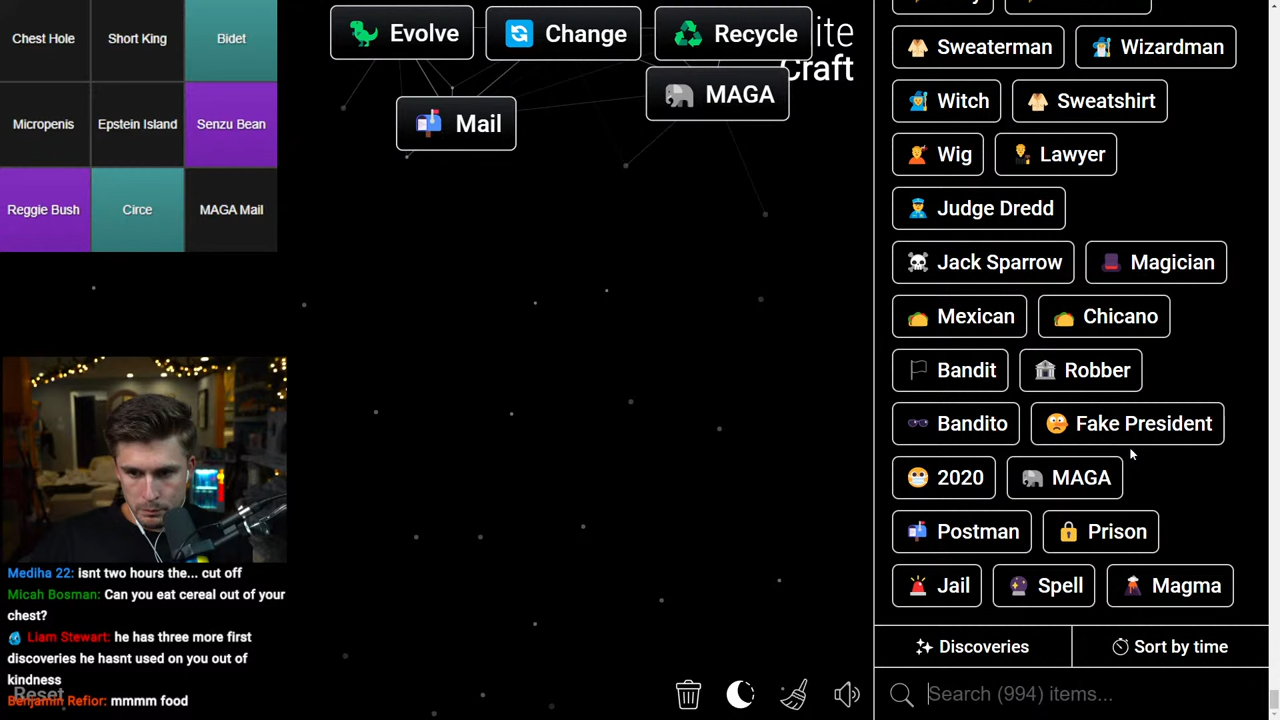 Chest Hole
Short King
Bidet
Micropenis
Epstein Island
Senzu Bean
Reggie Bush
Circe
MAGA Mail
Evolve
Change
Recycle
ite
Craft
MAGA
Mail
Sweaterman
Wizardman
Witch
Sweatshirt
Wig
Lawyer
Judge Dredd
Jack Sparrow
Magician
Mexican
Chicano
Bandit
Robber
Bandito
Fake President
2020
MAGA
Postman
Prison
Jail
Spell
Magma
Discoveries
Sort by time
Search (994) items...
Mediha 22: isnt two hours the... cut off
Micah Bosman: Can you eat cereal out of your
chest?
Liam Stewart: he has three more first
discoveries he hasnt used on you out of
kindness
Reset
Benjamin Refior: mmmm food